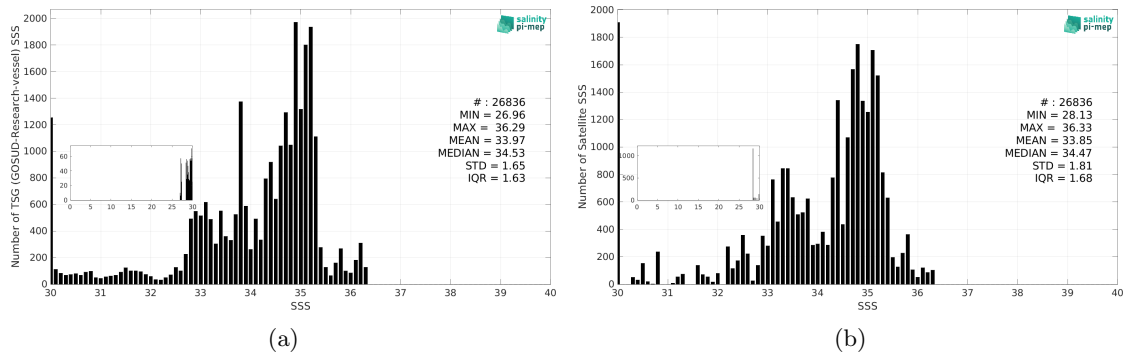 2000
1800
1600
1400
1200
1000
800
600
400
200
0
Number of TSG (GOSUD-Research-vessel) SSS
salinity
pi-mep
# : 26836
MIN = 26.96
MAX = 36.29
MEAN = 33.97
MEDIAN = 34.53
STD = 1.65
IQR = 1.63
60
40
20
0
0 5 10 15 20 25 30
30 31 32 33 34 35 36 37 38 39 40
SSS
(a)
2000
1800
1600
1400
1200
1000
800
600
400
200
0
Number of Satellite SSS
salinity
pi-mep
# : 26836
MIN = 28.13
MAX = 36.33
MEAN = 33.85
MEDIAN = 34.47
STD = 1.81
IQR = 1.68
1000
500
0
0 5 10 15 20 25 30
30 31 32 33 34 35 36 37 38 39 40
SSS
(b)